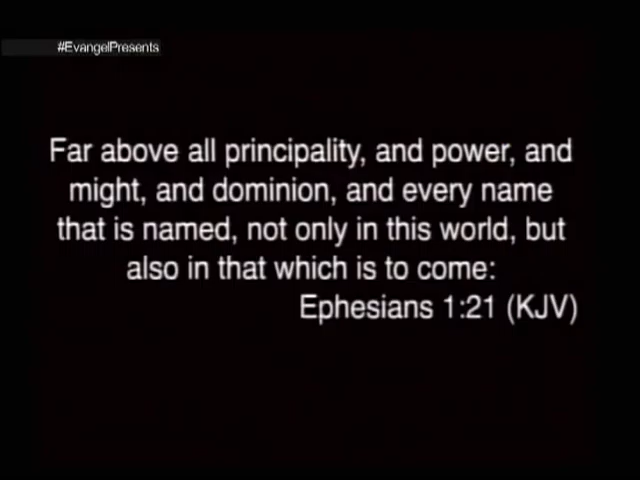 #EvangelPresents
Far above all principality, and power, and
might, and dominion, and every name
that is named, not only in this world, but
also in that which is to come:
Ephesians 1:21 (KJV)